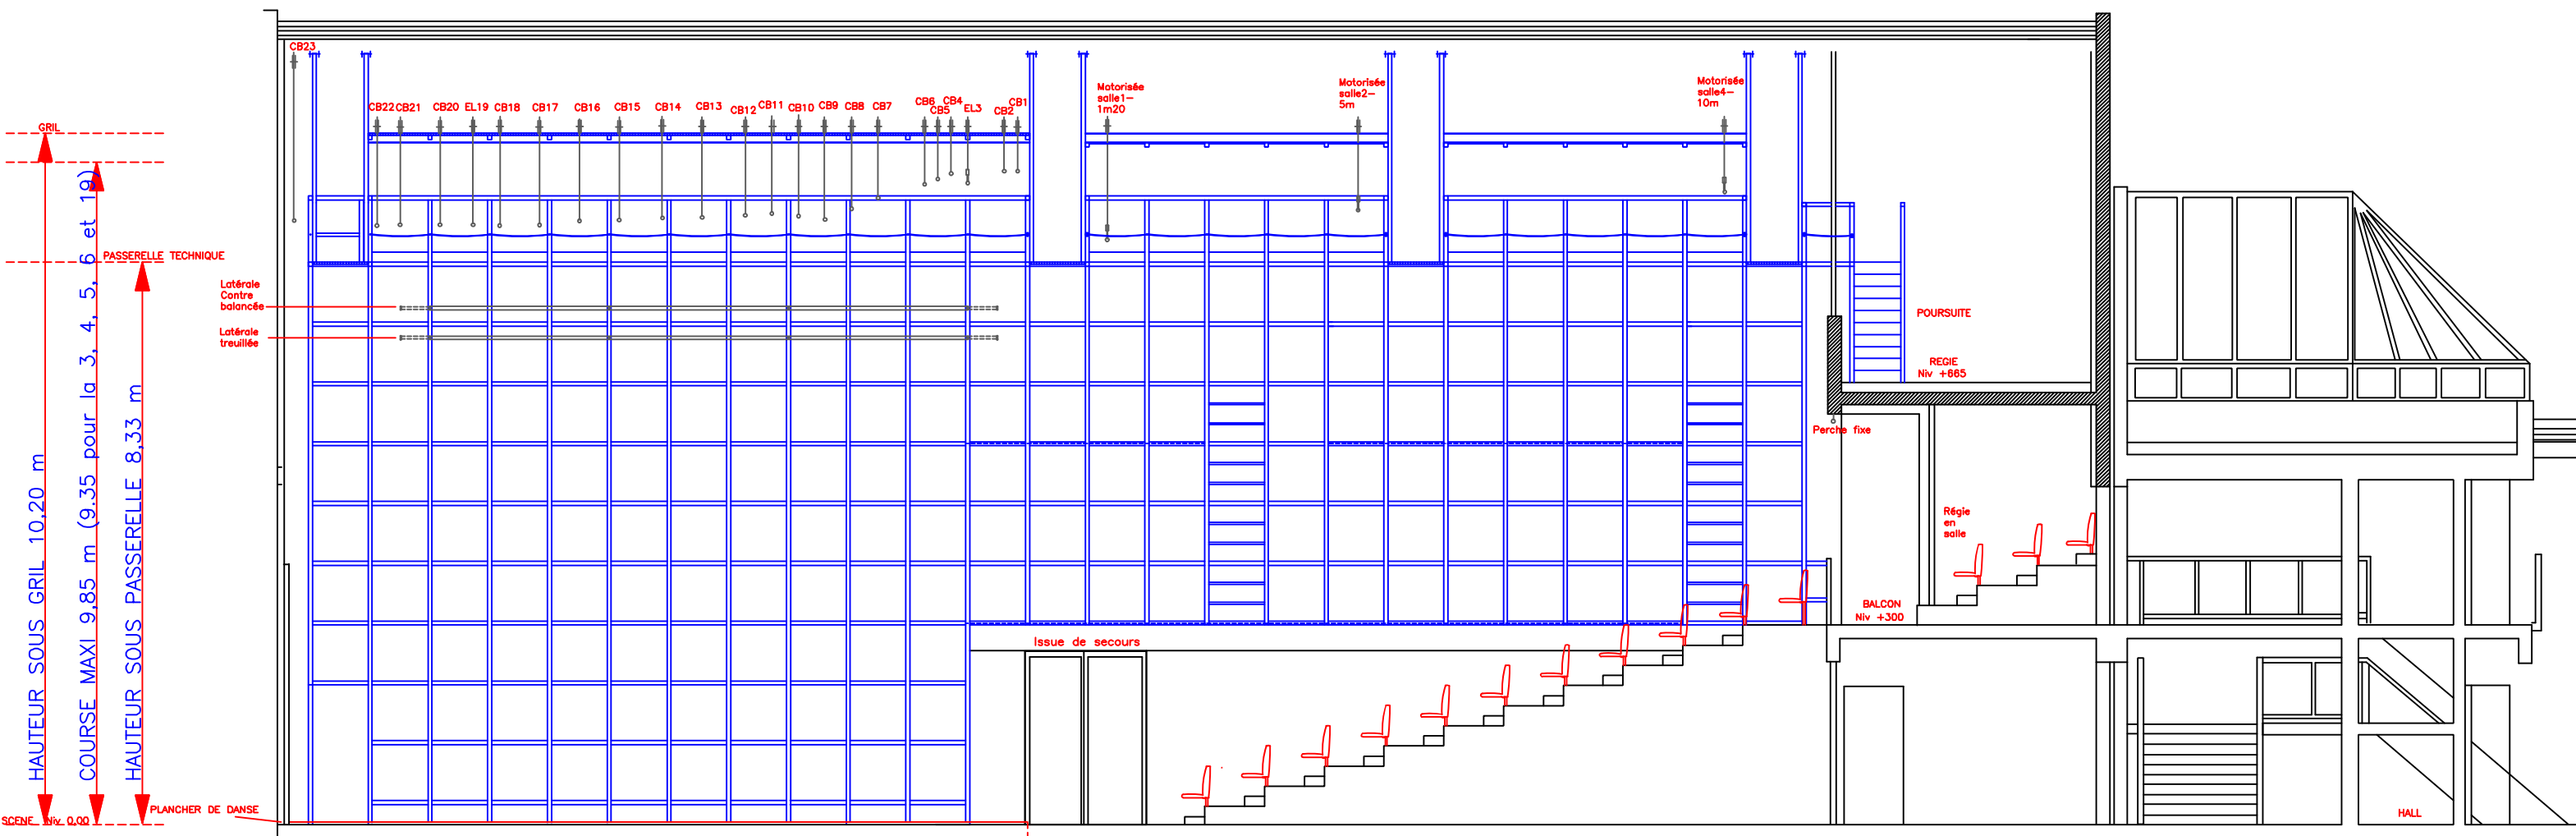 CB23
CB22
CB21
CB20
EL19
CB18
CB17
CB16
CB15
CB14
CB13
CB12
CB11
CB10
CB9
CB8
CB7
CB6
CB5
CB4
EL3
CB2
CB1
Motorisée
salle1-
1m20
Motorisée
salle2-
5m
Motorisée
salle4-
10m
GRIL
PASSERELLE TECHNIQUE
HAUTEUR SOUS GRIL 10,20 m
COURSE MAXI 9,85 m (9.35 pour la 3, 4, 5, 6 et 19)
HAUTEUR SOUS PASSERELLE 8,33 m
Latérale
Contre
balancée
Latérale
treuillée
POURSUITE
REGIE
Niv +665
Perche fixe
Régie
en
salle
BALCON
Niv +300
Issue de secours
PLANCHER DE DANSE
SCENE Niv 0.00
HALL